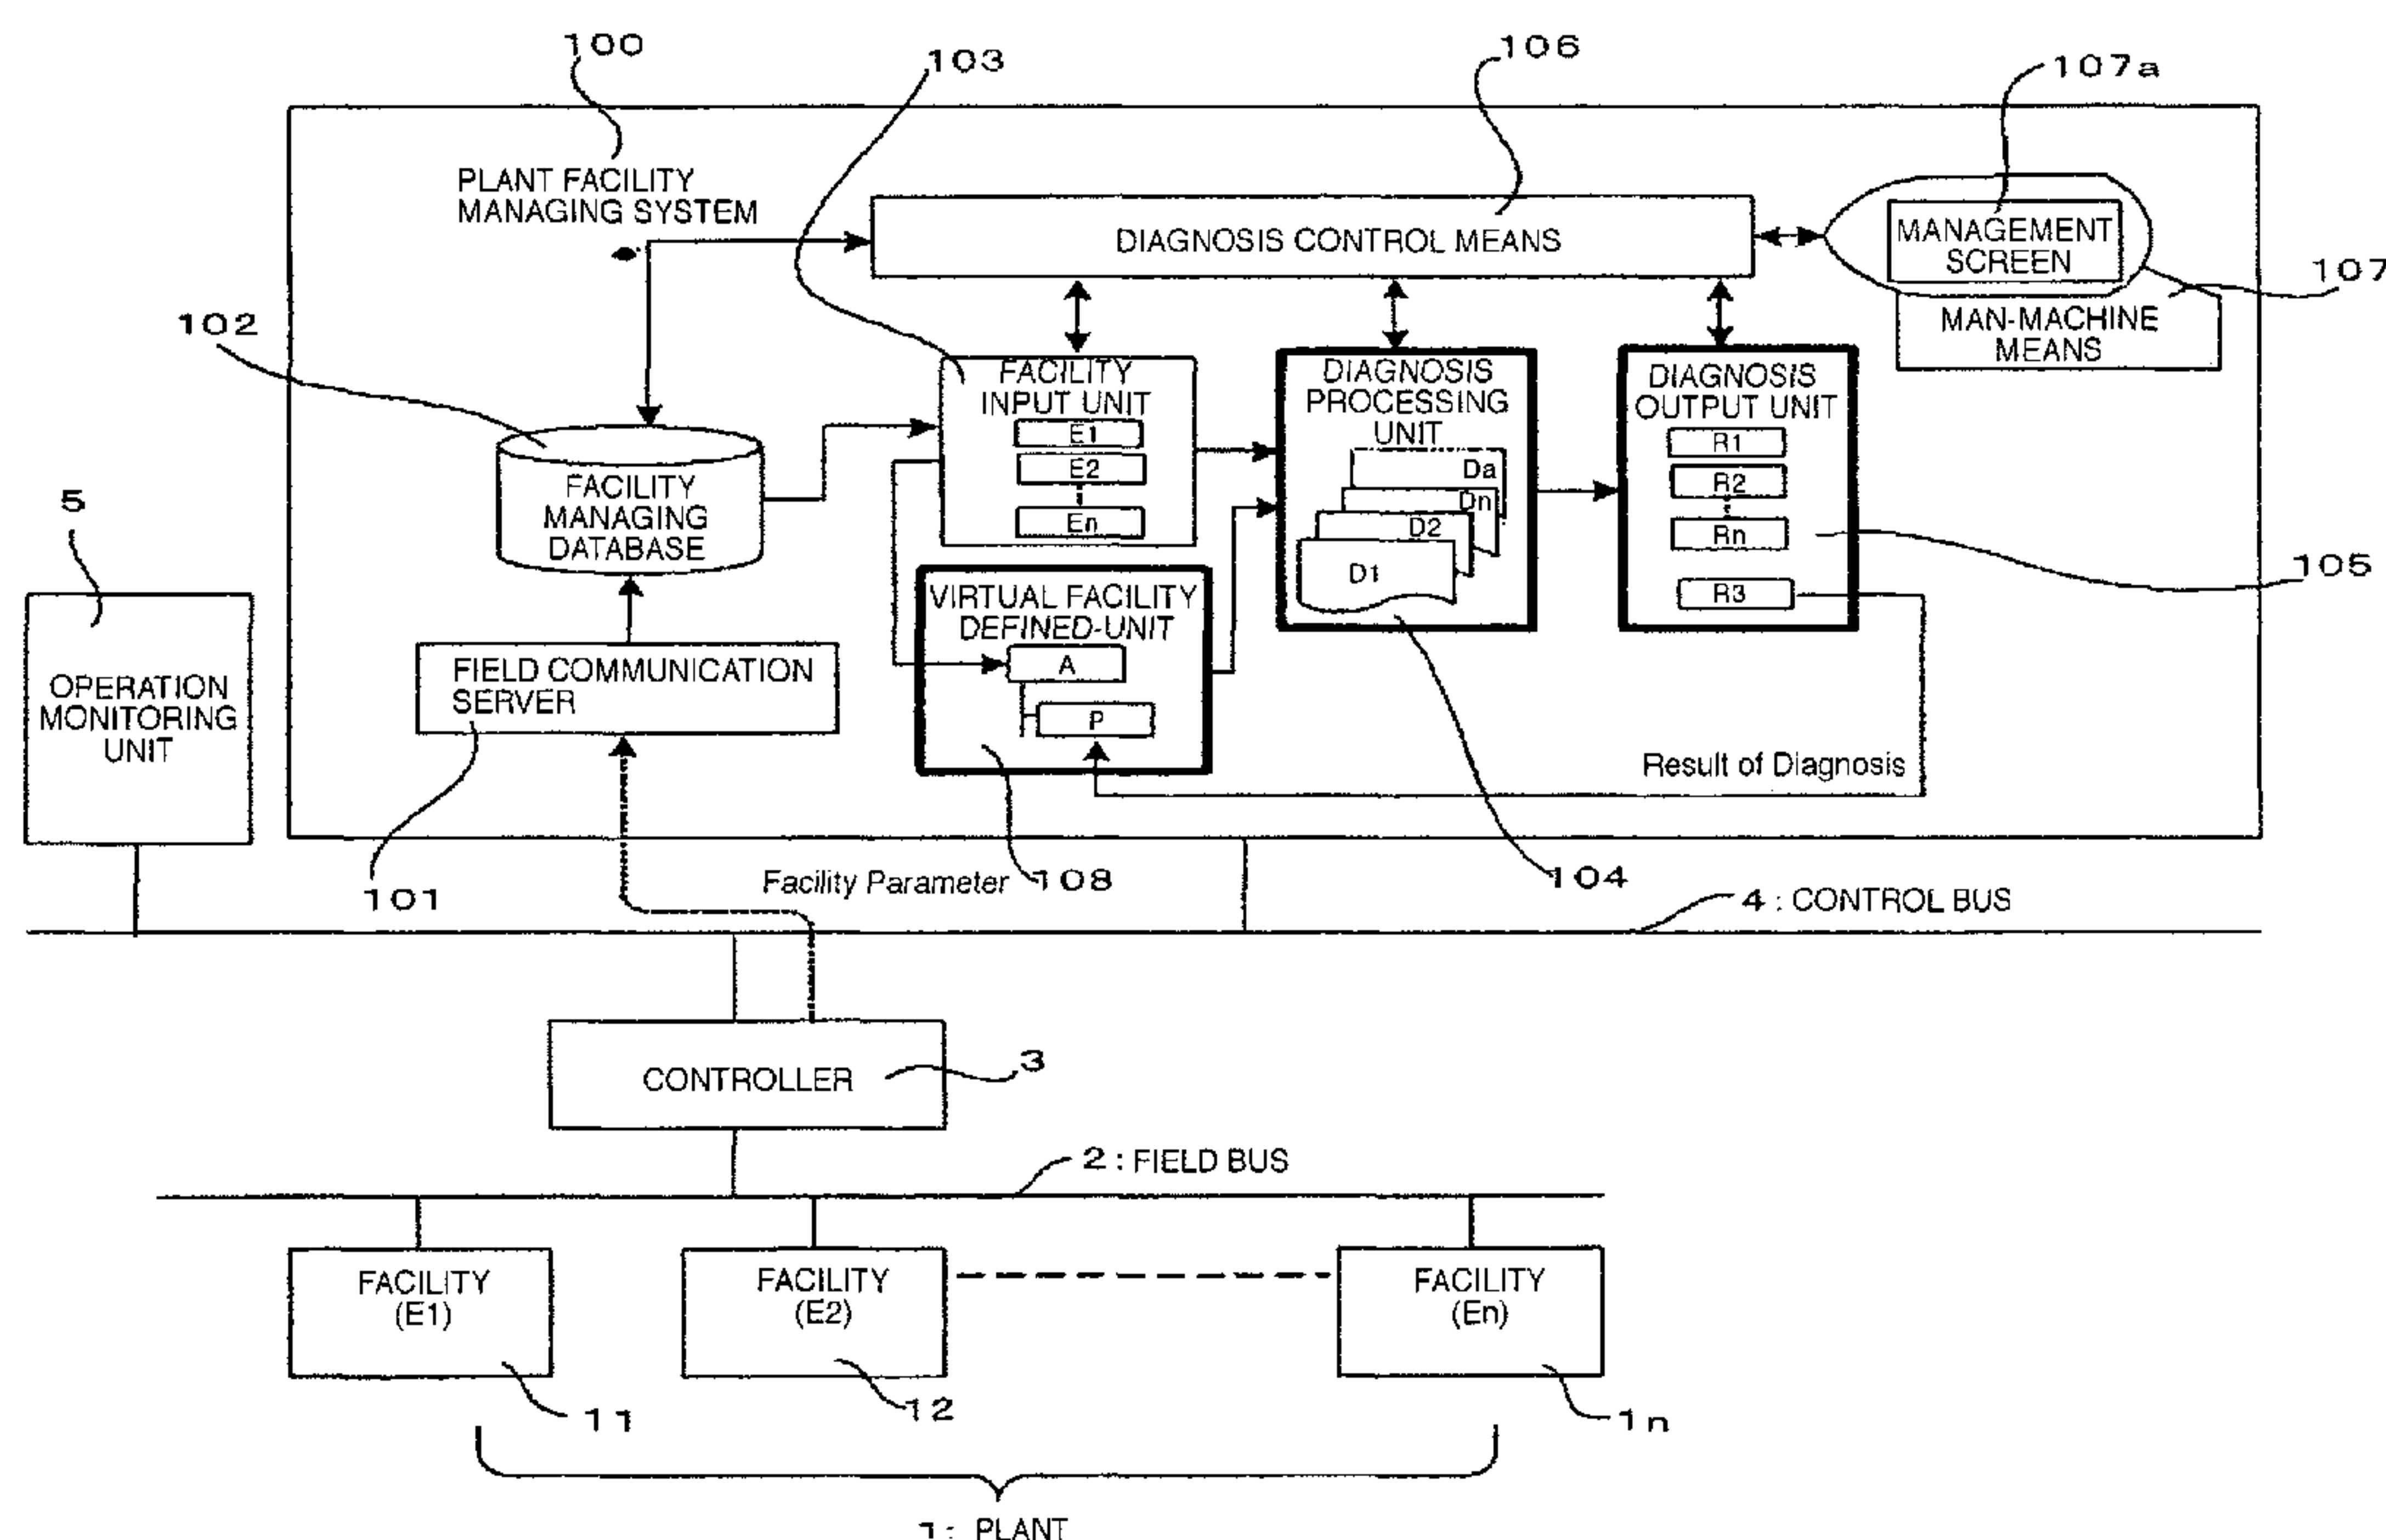 100
103
106
107a
PLANT FACILITY
MANAGING SYSTEM
DIAGNOSIS CONTROL MEANS
MANAGEMENT
SCREEN
107
MAN-MACHINE
MEANS
102
FACILITY
INPUT UNIT
E1
E2
En
DIAGNOSIS
PROCESSING
UNIT
Da
Dn
D2
D1
DIAGNOSIS
OUTPUT UNIT
R1
R2
Rn
R3
105
FACILITY
MANAGING
DATABASE
5
OPERATION
MONITORING
UNIT
VIRTUAL FACILITY
DEFINED-UNIT
A
P
FIELD COMMUNICATION
SERVER
Result of Diagnosis
101
Facility Parameter
108
104
4 : CONTROL BUS
CONTROLLER
3
2 : FIELD BUS
FACILITY
(E1)
FACILITY
(E2)
FACILITY
(En)
11
12
1n
1 : PLANT